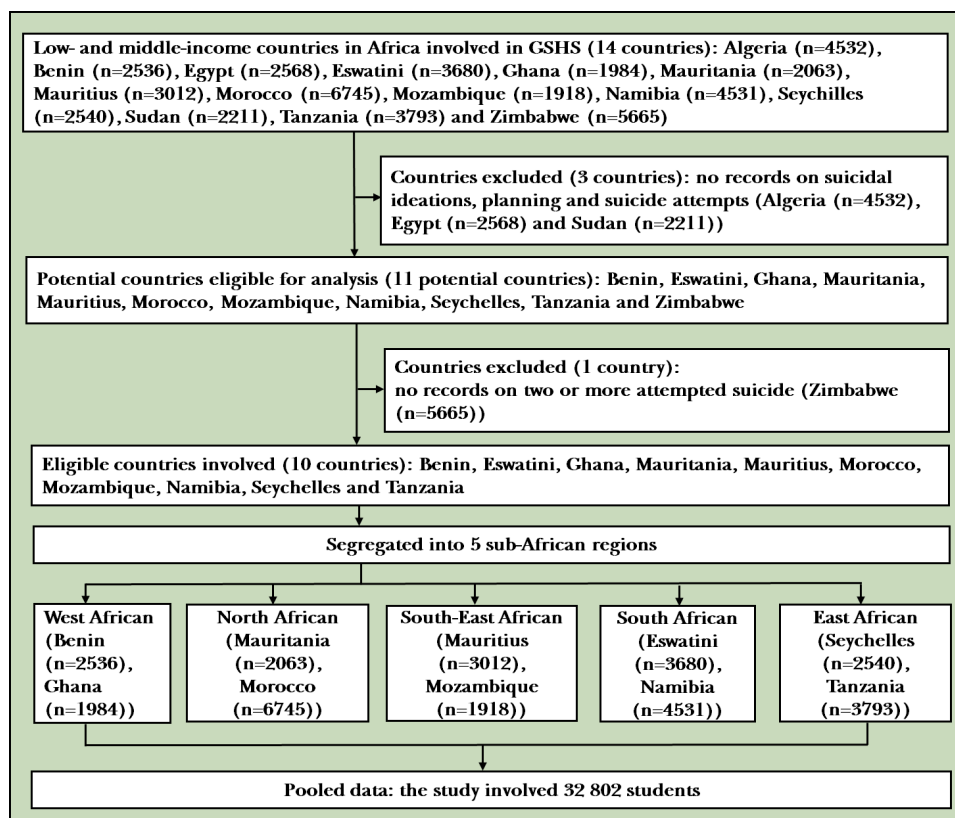 Low- and middle-income countries in Africa involved in GSHS (14 countries): Algeria (n=4532),
Benin (n=2536), Egypt (n=2568), Eswatini (n=3680), Ghana (n=1984), Mauritania (n=2063),
Mauritius (n=3012), Morocco (n=6745), Mozambique (n=1918), Namibia (n=4531), Seychilles
(n=2540), Sudan (n=2211), Tanzania (n=3793) and Zimbabwe (n=5665)
Countries excluded (3 countries): no records on suicidal
ideations, planning and suicide attempts (Algeria (n=4532),
Egypt (n=2568) and Sudan (n=2211))
Potential countries eligible for analysis (11 potential countries): Benin, Eswatini, Ghana, Mauritania,
Mauritius, Morocco, Mozambique, Namibia, Seychelles, Tanzania and Zimbabwe
Countries excluded (1 country):
no records on two or more attempted suicide (Zimbabwe
(n=5665))
Eligible countries involved (10 countries): Benin, Eswatini, Ghana, Mauritania, Mauritius, Morocco,
Mozambique, Namibia, Seychelles and Tanzania
Segregated into 5 sub-African regions
West African
(Benin
(n=2536),
Ghana
(n=1984))
North African
(Mauritania
(n=2063),
Morocco
(n=6745))
South-East African
(Mauritius
(n=3012),
Mozambique
(n=1918))
South African
(Eswatini
(n=3680),
Namibia
(n=4531))
East African
(Seychelles
(n=2540),
Tanzania
(n=3793))
Pooled data: the study involved 32 802 students